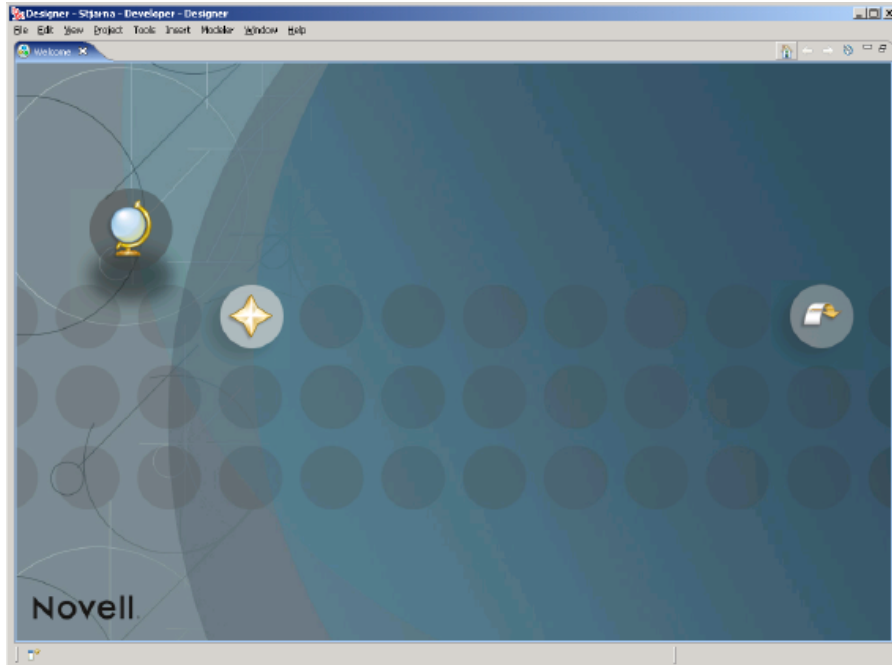 Designer - Stjarna - Developer - Designer
File Edit View Project Tools Insert Modeler Window Help
Welcome
Novell.